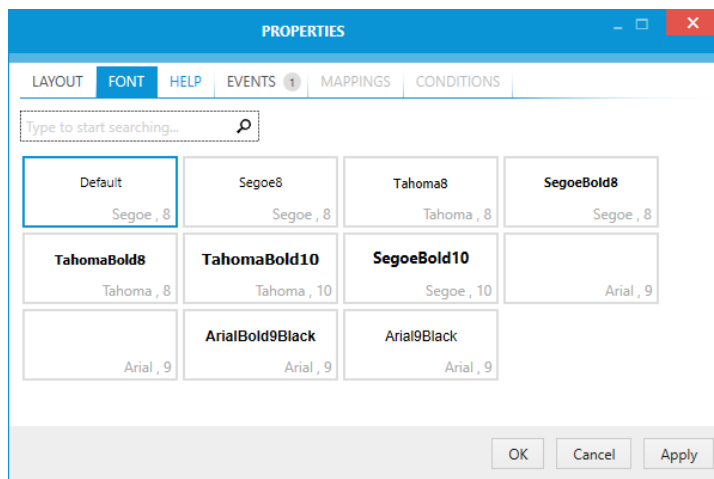 PROPERTIES
LAYOUT FONT HELP EVENTS 1 MAPPINGS CONDITIONS
Type to start searching...
Default Segoe8 Tahoma8 SegoeBold8
Segoe , 8 Segoe , 8 Tahoma , 8 Segoe , 8
TahomaBold8 TahomaBold10 SegoeBold10
Tahoma , 8 Tahoma , 10 Segoe , 10 Arial , 9
ArialBold9Black Arial9Black
Arial , 9 Arial , 9 Arial , 9
OK Cancel Apply